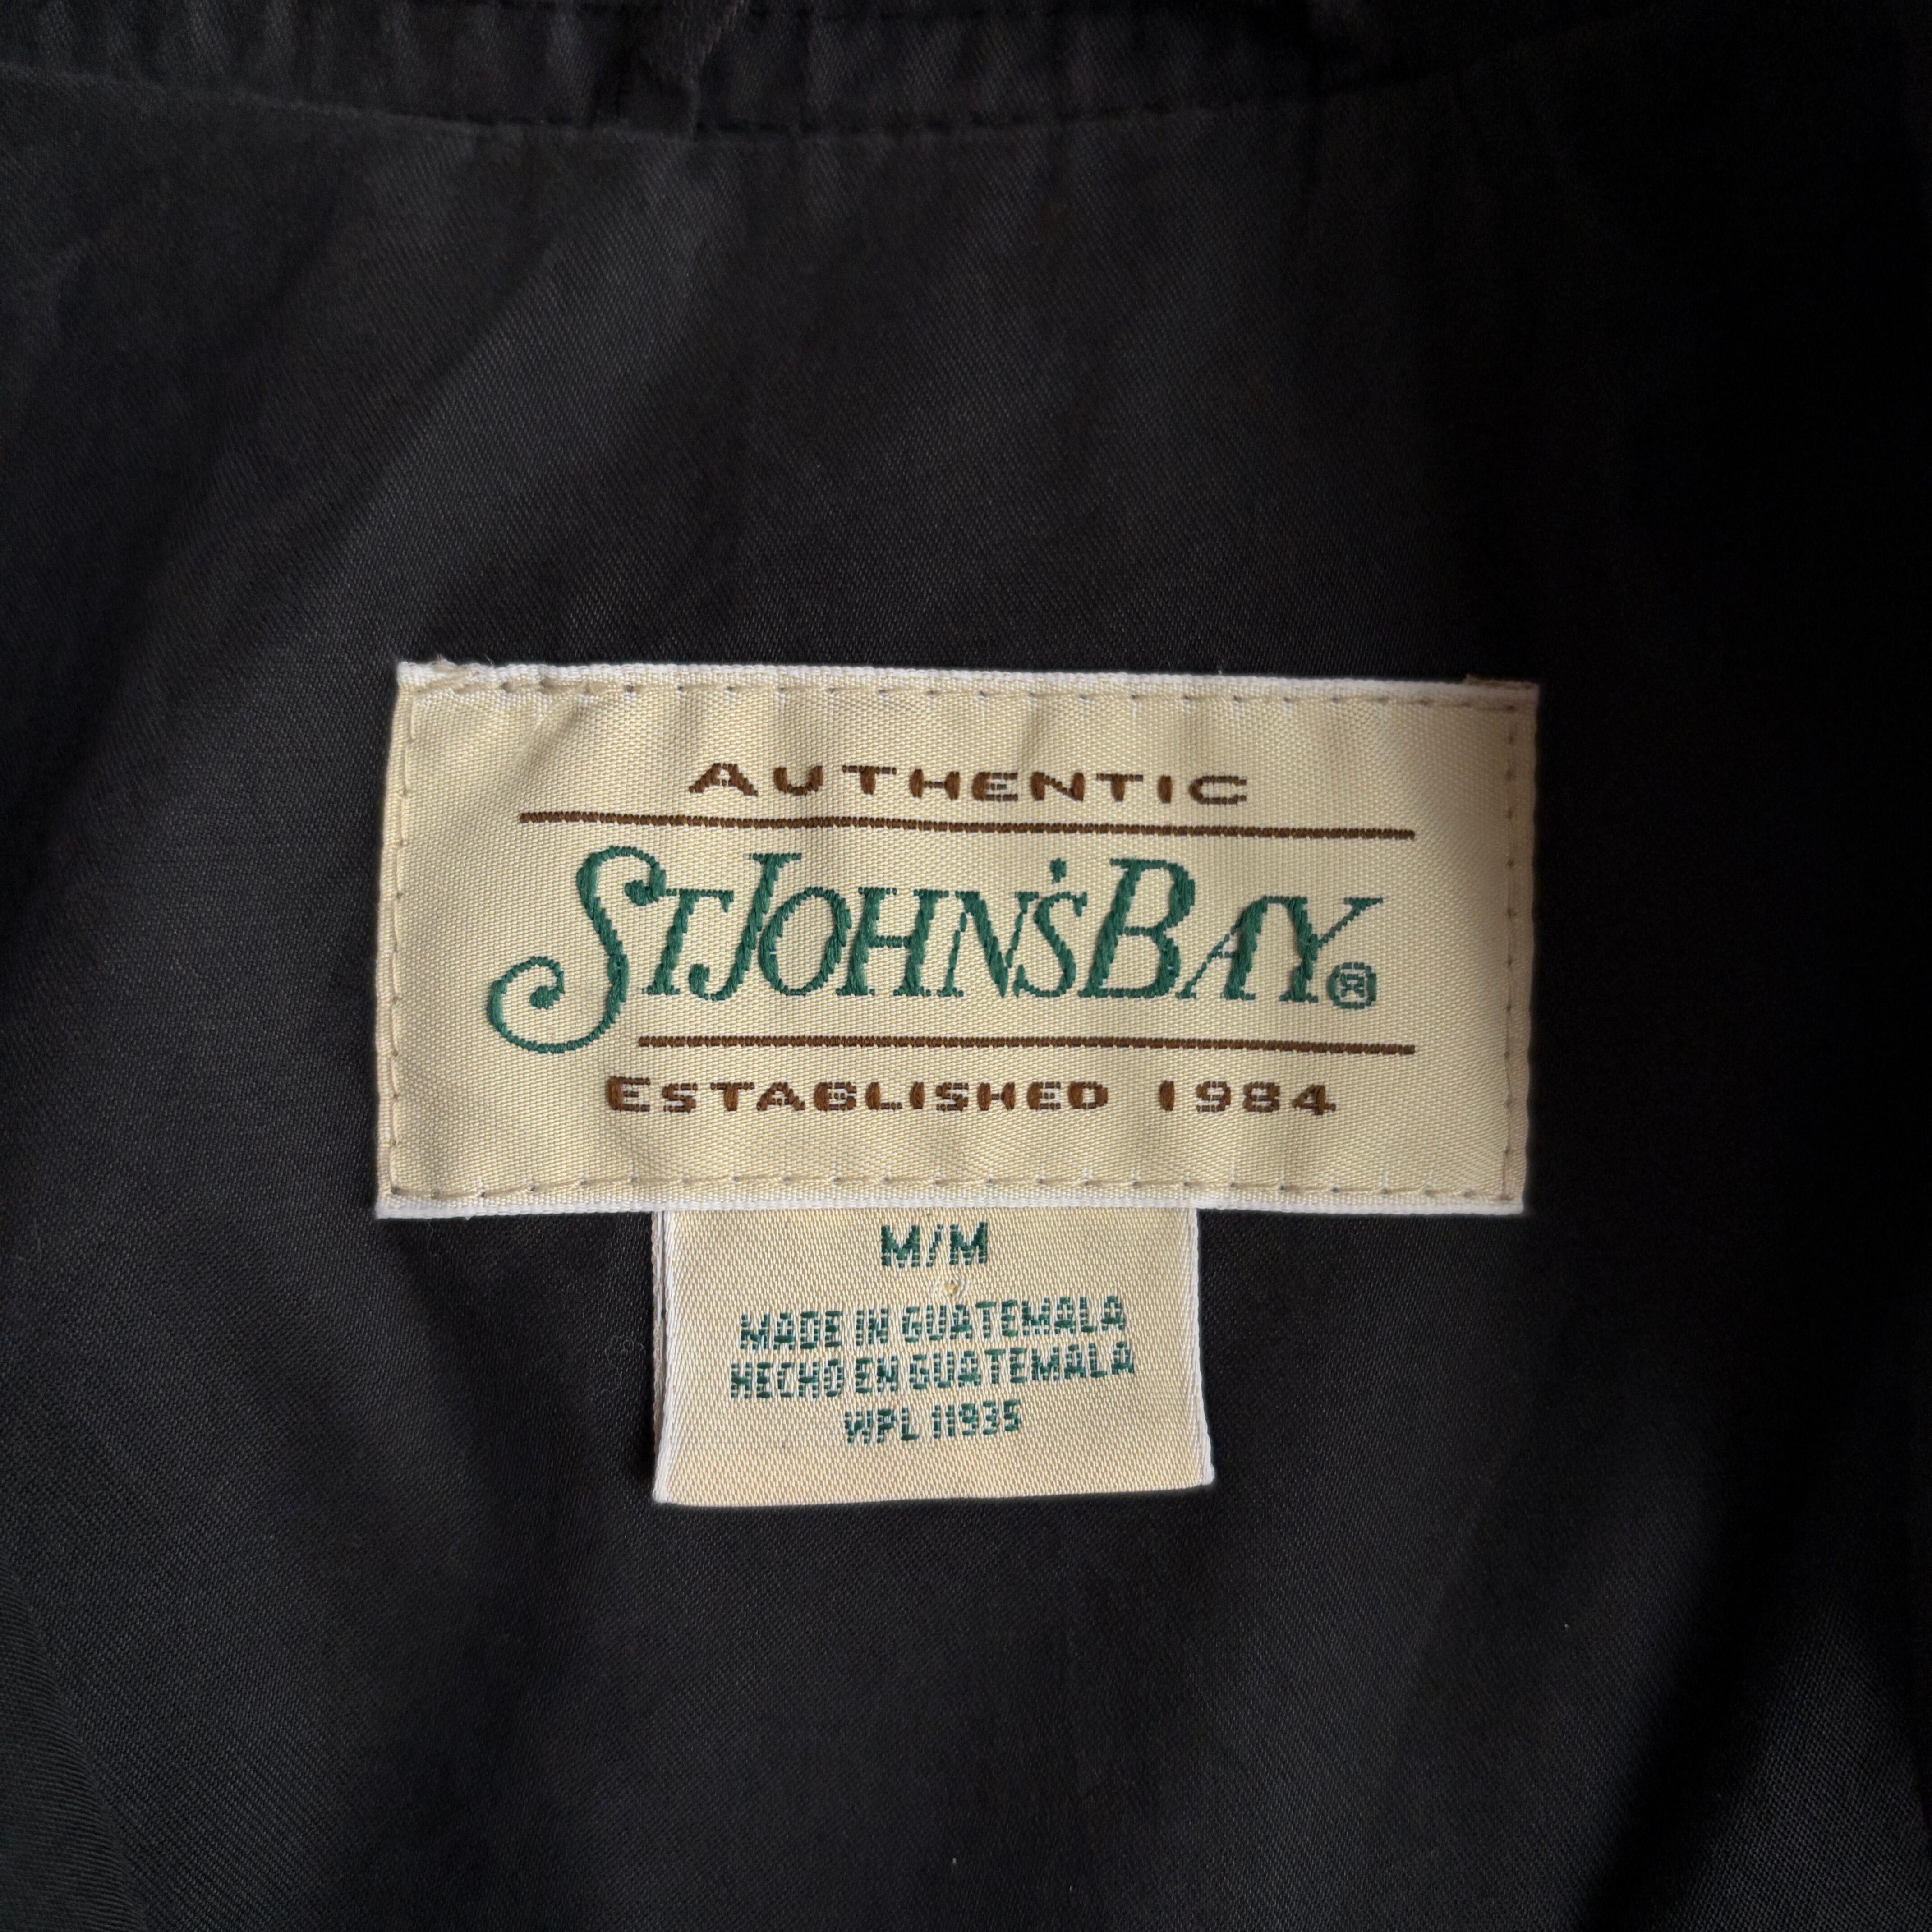 AUTHENTIC
ST JOHN'S BAY®
ESTABLISHED 1984
M/M
MADE IN GUATEMALA
HECHO EN GUATEMALA
WPL 11935